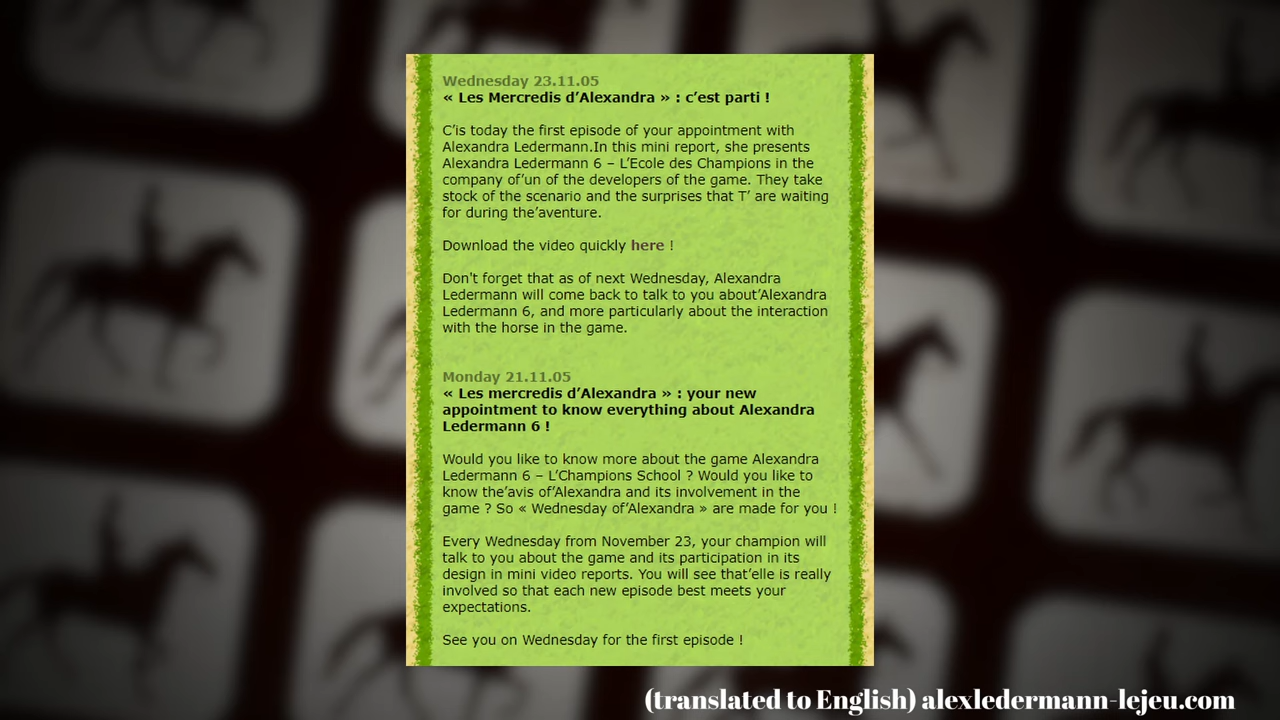 Wednesday 23.11.05
« Les Mercredis d’Alexandra » : c’est parti !
C’is today the first episode of your appointment with
Alexandra Ledermann.In this mini report, she presents
Alexandra Ledermann 6 – L’Ecole des Champions in the
company of’un of the developers of the game. They take
stock of the scenario and the surprises that T’ are waiting
for during the’aventure.
Download the video quickly here !
Don't forget that as of next Wednesday, Alexandra
Ledermann will come back to talk to you about’Alexandra
Ledermann 6, and more particularly about the interaction
with the horse in the game.
Monday 21.11.05
« Les mercredis d’Alexandra » : your new
appointment to know everything about Alexandra
Ledermann 6 !
Would you like to know more about the game Alexandra
Ledermann 6 – L’Champions School ? Would you like to
know the’avis of’Alexandra and its involvement in the
game ? So « Wednesday of’Alexandra » are made for you !
Every Wednesday from November 23, your champion will
talk to you about the game and its participation in its
design in mini video reports. You will see that’elle is really
involved so that each new episode best meets your
expectations.
See you on Wednesday for the first episode !
(translated to English) alexledermann-lejeu.com